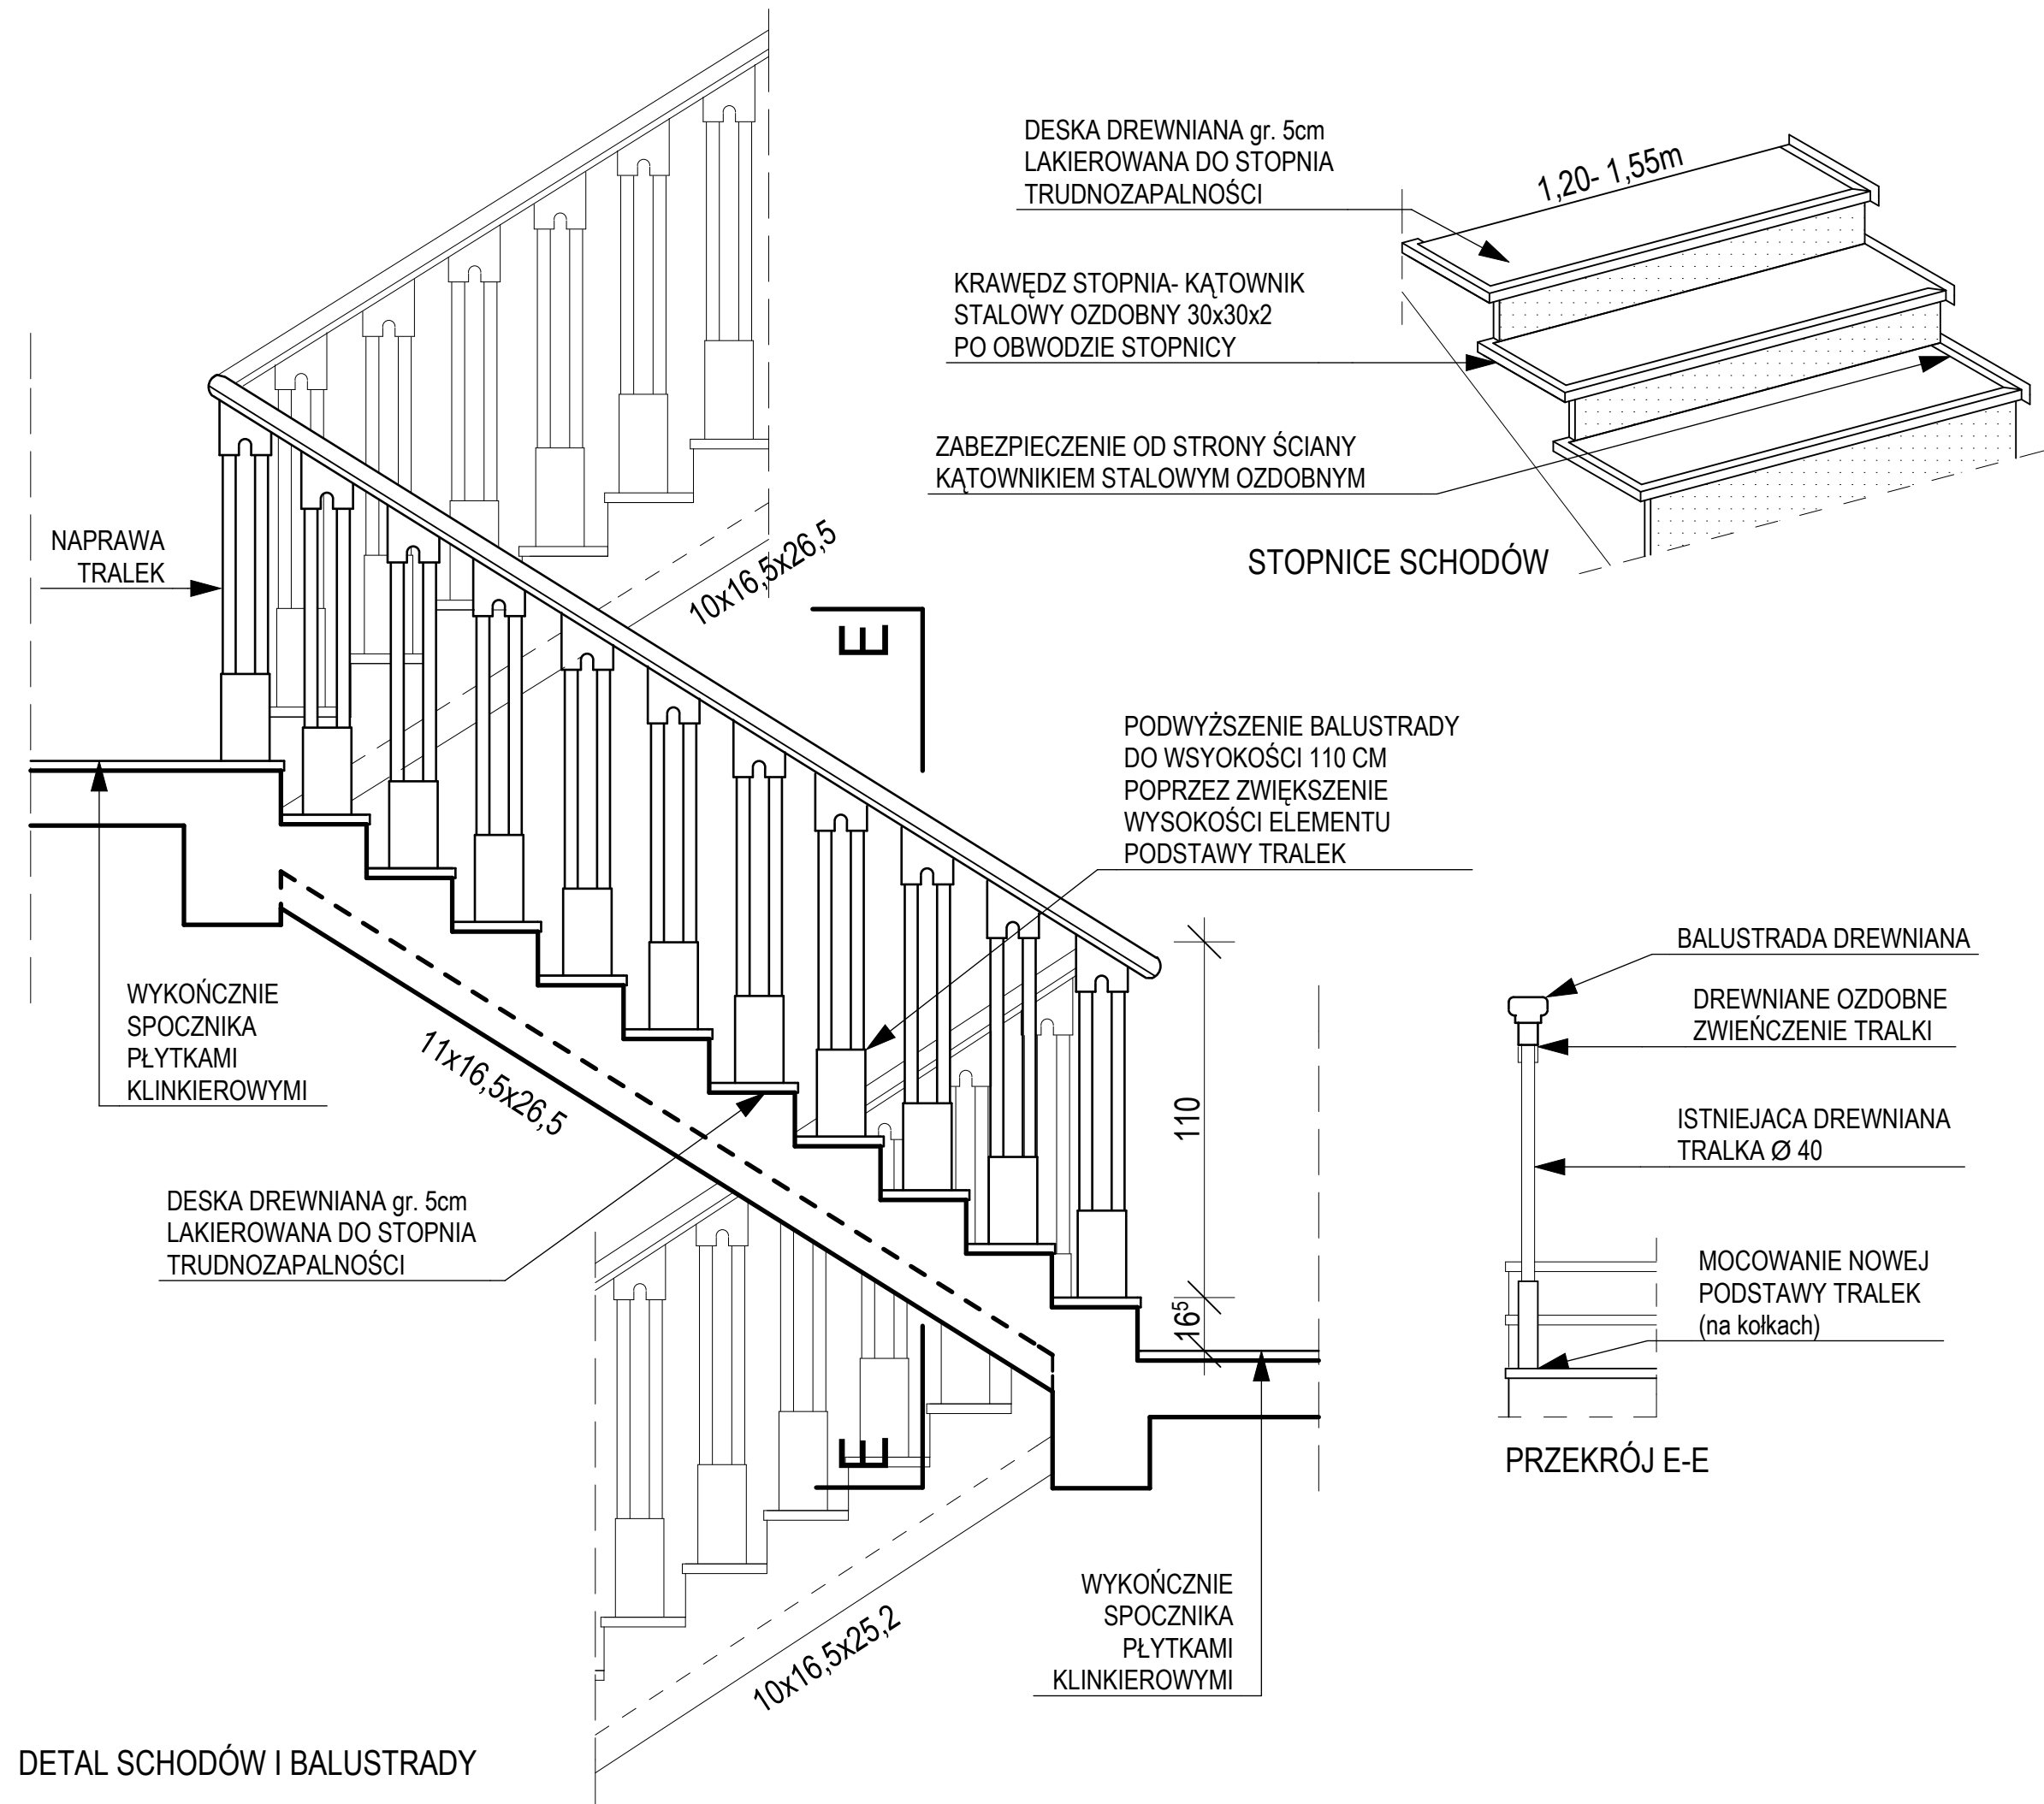 DESKA DREWNIANA gr. 5cm
LAKIEROWANA DO STOPNIA
TRUDNOZAPALNOŚCI
1,20- 1,55m
KRAWĘDZ STOPNIA- KĄTOWNIK
STALOWY OZDOBNY 30x30x2
PO OBWODZIE STOPNICY
ZABEZPIECZENIE OD STRONY ŚCIANY
KĄTOWNIKIEM STALOWYM OZDOBNYM
STOPNICE SCHODÓW
NAPRAWA
TRALEK
10x16,5x26,5
E
PODWYŻSZENIE BALUSTRADY
DO WSYOKOŚCI 110 CM
POPRZEZ ZWIĘKSZENIE
WYSOKOŚCI ELEMENTU
PODSTAWY TRALEK
WYKOŃCZNIE
SPOCZNIKA
PŁYTKAMI
KLINKIEROWYMI
11x16,5x26,5
DESKA DREWNIANA gr. 5cm
LAKIEROWANA DO STOPNIA
TRUDNOZAPALNOŚCI
110
16⁵
E
BALUSTRADA DREWNIANA
DREWNIANE OZDOBNE
ZWIEŃCZENIE TRALKI
ISTNIEJACA DREWNIANA
TRALKA Ø 40
MOCOWANIE NOWEJ
PODSTAWY TRALEK
(na kołkach)
PRZEKRÓJ E-E
WYKOŃCZNIE
SPOCZNIKA
PŁYTKAMI
KLINKIEROWYMI
10x16,5x25,2
DETAL SCHODÓW I BALUSTRADY